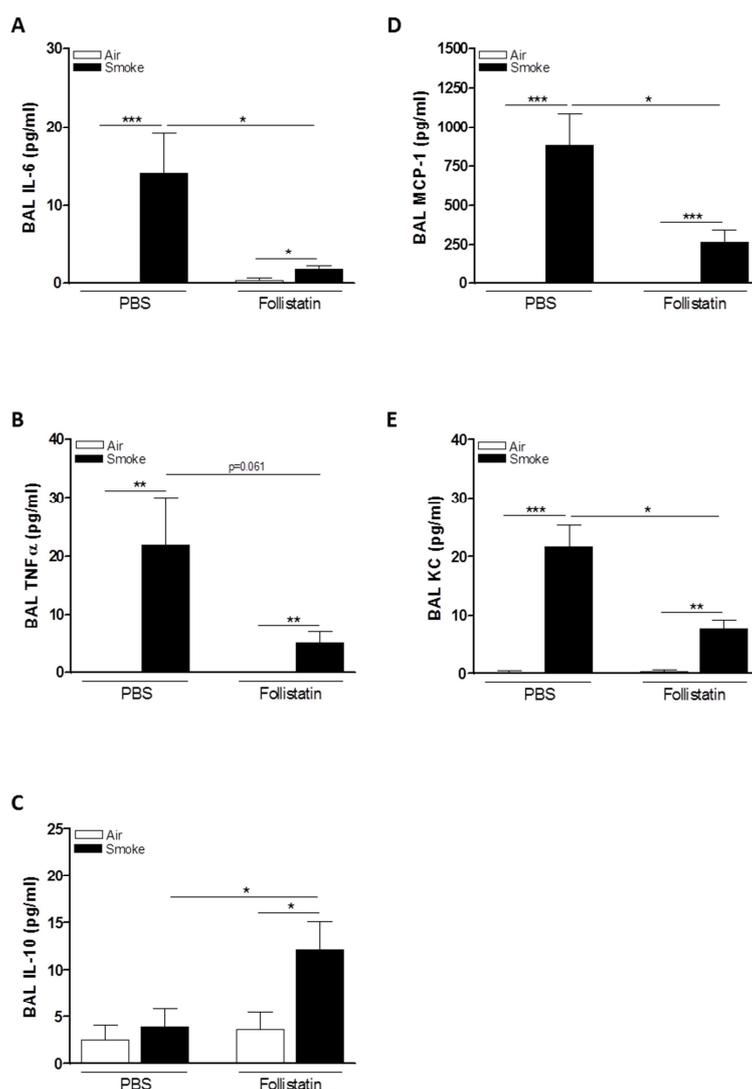 A
30
20
10
0
BAL IL-6 (pg/ml)
Air
Smoke
***
*
*
PBS
Follistatin
D
1500
1250
1000
750
500
250
0
BAL MCP-1 (pg/ml)
Air
Smoke
***
*
***
PBS
Follistatin
B
40
30
20
10
0
BAL TNFα (pg/ml)
Air
Smoke
**
p=0.061
**
PBS
Follistatin
E
40
30
20
10
0
BAL KC (pg/ml)
Air
Smoke
***
*
**
PBS
Follistatin
C
25
20
15
10
5
0
BAL IL-10 (pg/ml)
Air
Smoke
*
*
PBS
Follistatin